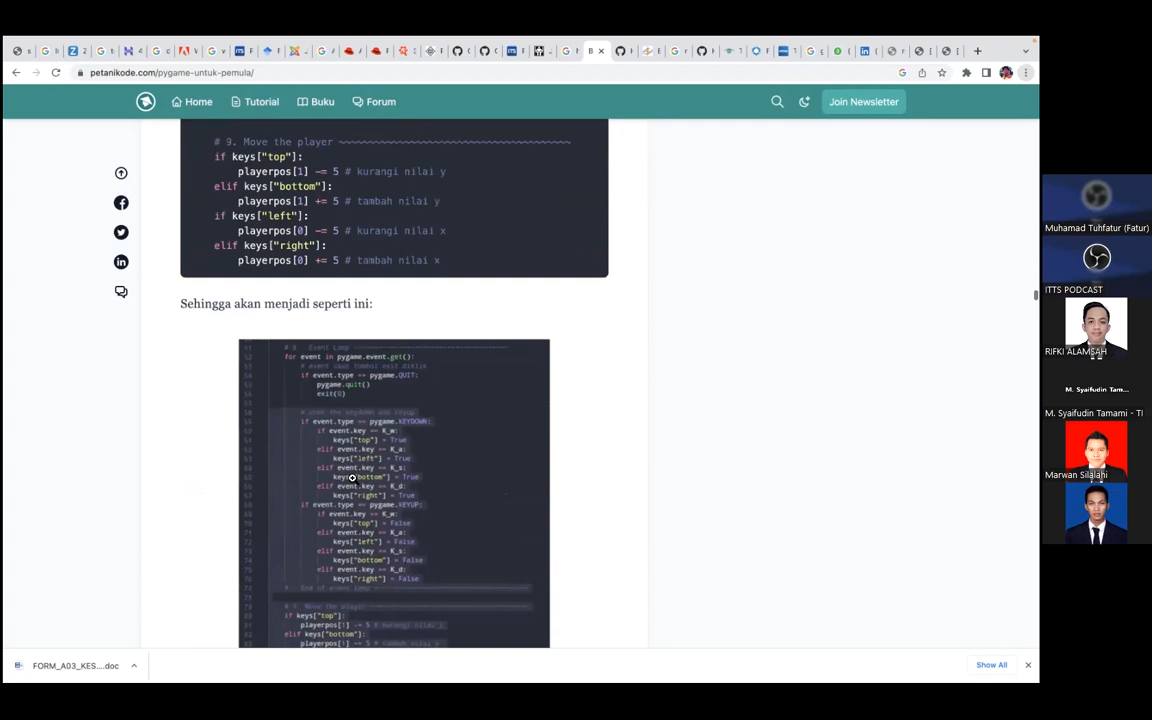 petanikode.com/pygame-untuk-pemula/
Home
Tutorial
Buku
Forum
Join Newsletter
# 9. Move the player ~~~~~~~~~~~~~~~~~~~~~~~~~~~~~~~~~~~~~~~~
if keys["top"]:
playerpos[1] -= 5 # kurangi nilai y
elif keys["bottom"]:
playerpos[1] += 5 # tambah nilai y
if keys["left"]:
playerpos[0] -= 5 # kurangi nilai x
elif keys["right"]:
playerpos[0] += 5 # tambah nilai x
Sehingga akan menjadi seperti ini:
for event in pygame.event.get():
if event.type == pygame.QUIT:
pygame.quit()
exit(0)
if event.type == pygame.KEYDOWN:
if event.key == K_w:
keys["top"] = True
elif event.key == K_a:
keys["left"] = True
elif event.key == K_s:
"bottom"] = True
elif event.key == K_d:
keys["right"] = True
if event.type == pygame.KEYUP:
if event.key == K_w:
keys["top"] = False
elif event.key == K_a:
keys["left"] = False
elif event.key == K_s:
keys["bottom"] = False
elif event.key == K_d:
keys["right"] = False
if keys["top"]:
elif keys["bottom"]:
Muhamad Tuhfatur (Fatur)
ITTS PODCAST
RIFKI ALAMSAH
M. Syaifudin Tam...
M. Syaifudin Tamami - TI
Marwan Silalahi
FORM_A03_KES....doc
Show All